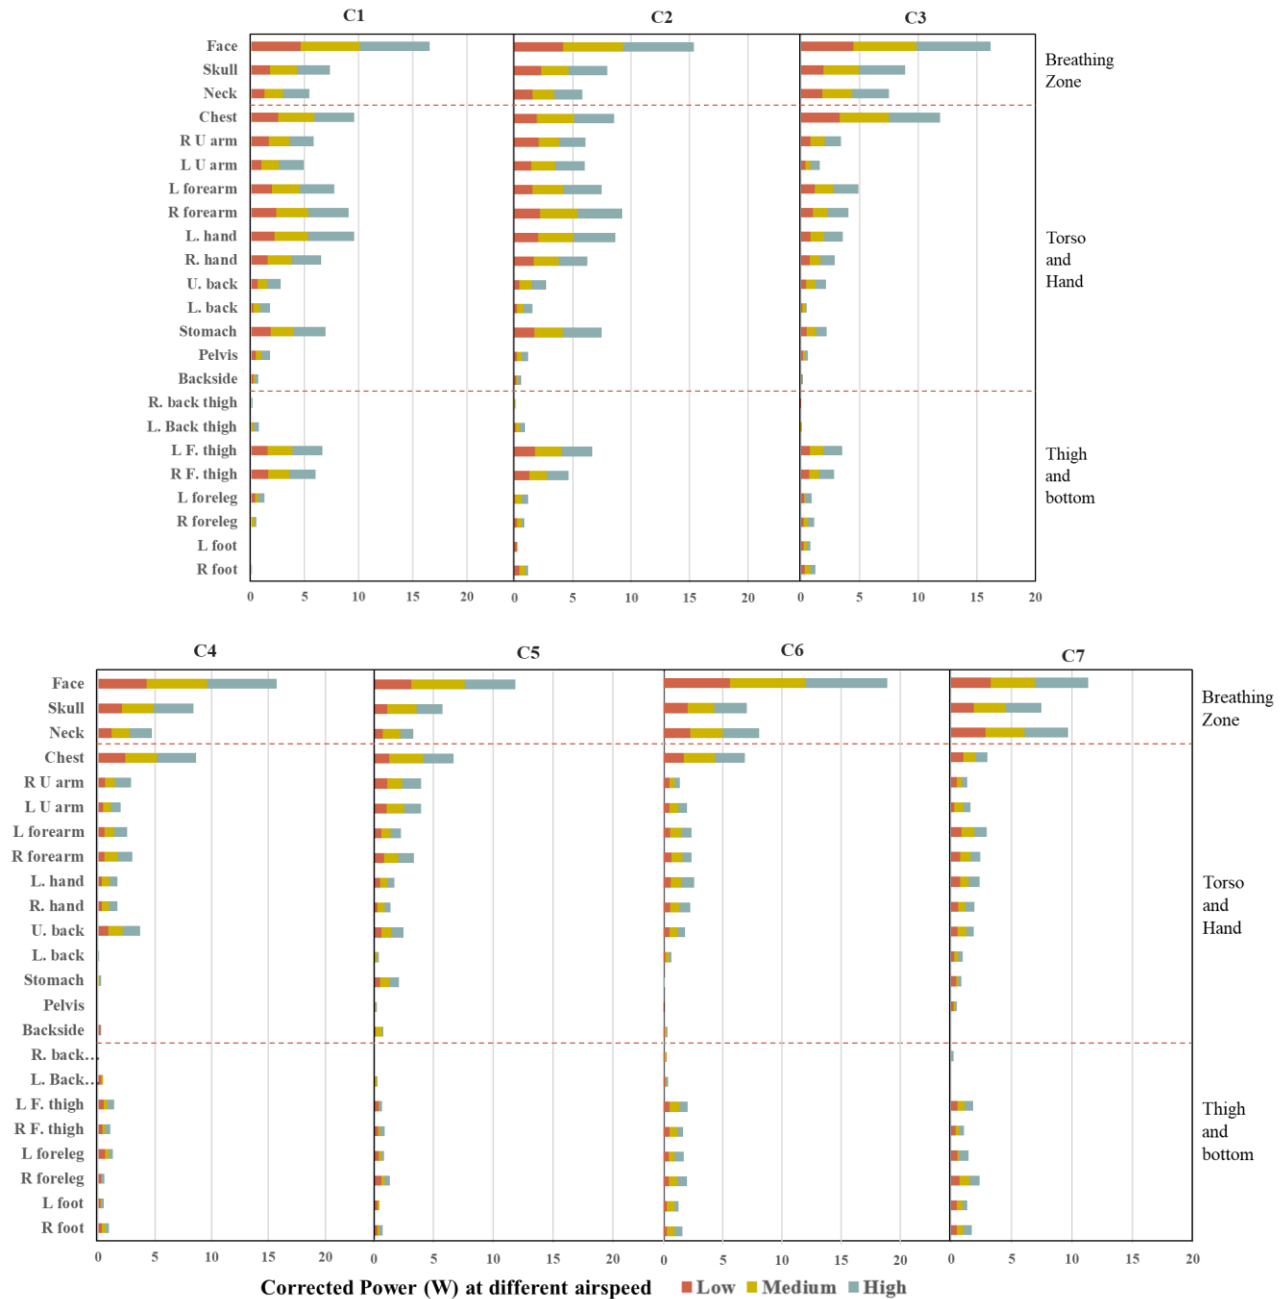 C1 C2 C3
Face
Skull
Neck
Breathing
Zone
Chest
R U arm
L U arm
L forearm
R forearm
L. hand
R. hand
U. back
L. back
Stomach
Pelvis
Backside
Torso
and
Hand
R. back thigh
L. Back thigh
L F. thigh
R F. thigh
L foreleg
R foreleg
L foot
R foot
Thigh
and
bottom
0 5 10 15 20 0 5 10 15 20 0 5 10 15 20
C4 C5 C6 C7
Face
Skull
Neck
Breathing
Zone
Chest
R U arm
L U arm
L forearm
R forearm
L. hand
R. hand
U. back
L. back
Stomach
Pelvis
Backside
Torso
and
Hand
R. back...
L. Back...
L F. thigh
R F. thigh
L foreleg
R foreleg
L foot
R foot
Thigh
and
bottom
0 5 10 15 20 0 5 10 15 20 0 5 10 15 20 0 5 10 15 20
Corrected Power (W) at different airspeed Low Medium High